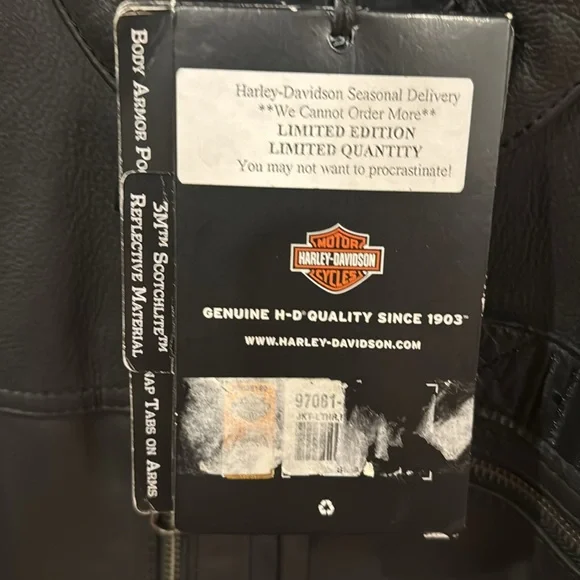 BODY ARMOR
3M™ SCOTCHLITE™
REFLECTIVE MATERIAL
TABS ON ARMS
Harley-Davidson Seasonal Delivery
**We Cannot Order More**
LIMITED EDITION
LIMITED QUANTITY
You may not want to procrastinate!
MOTOR
HARLEY-DAVIDSON
CYCLES
GENUINE H-D® QUALITY SINCE 1903™
WWW.HARLEY-DAVIDSON.COM
97081-
JKT-LTHR